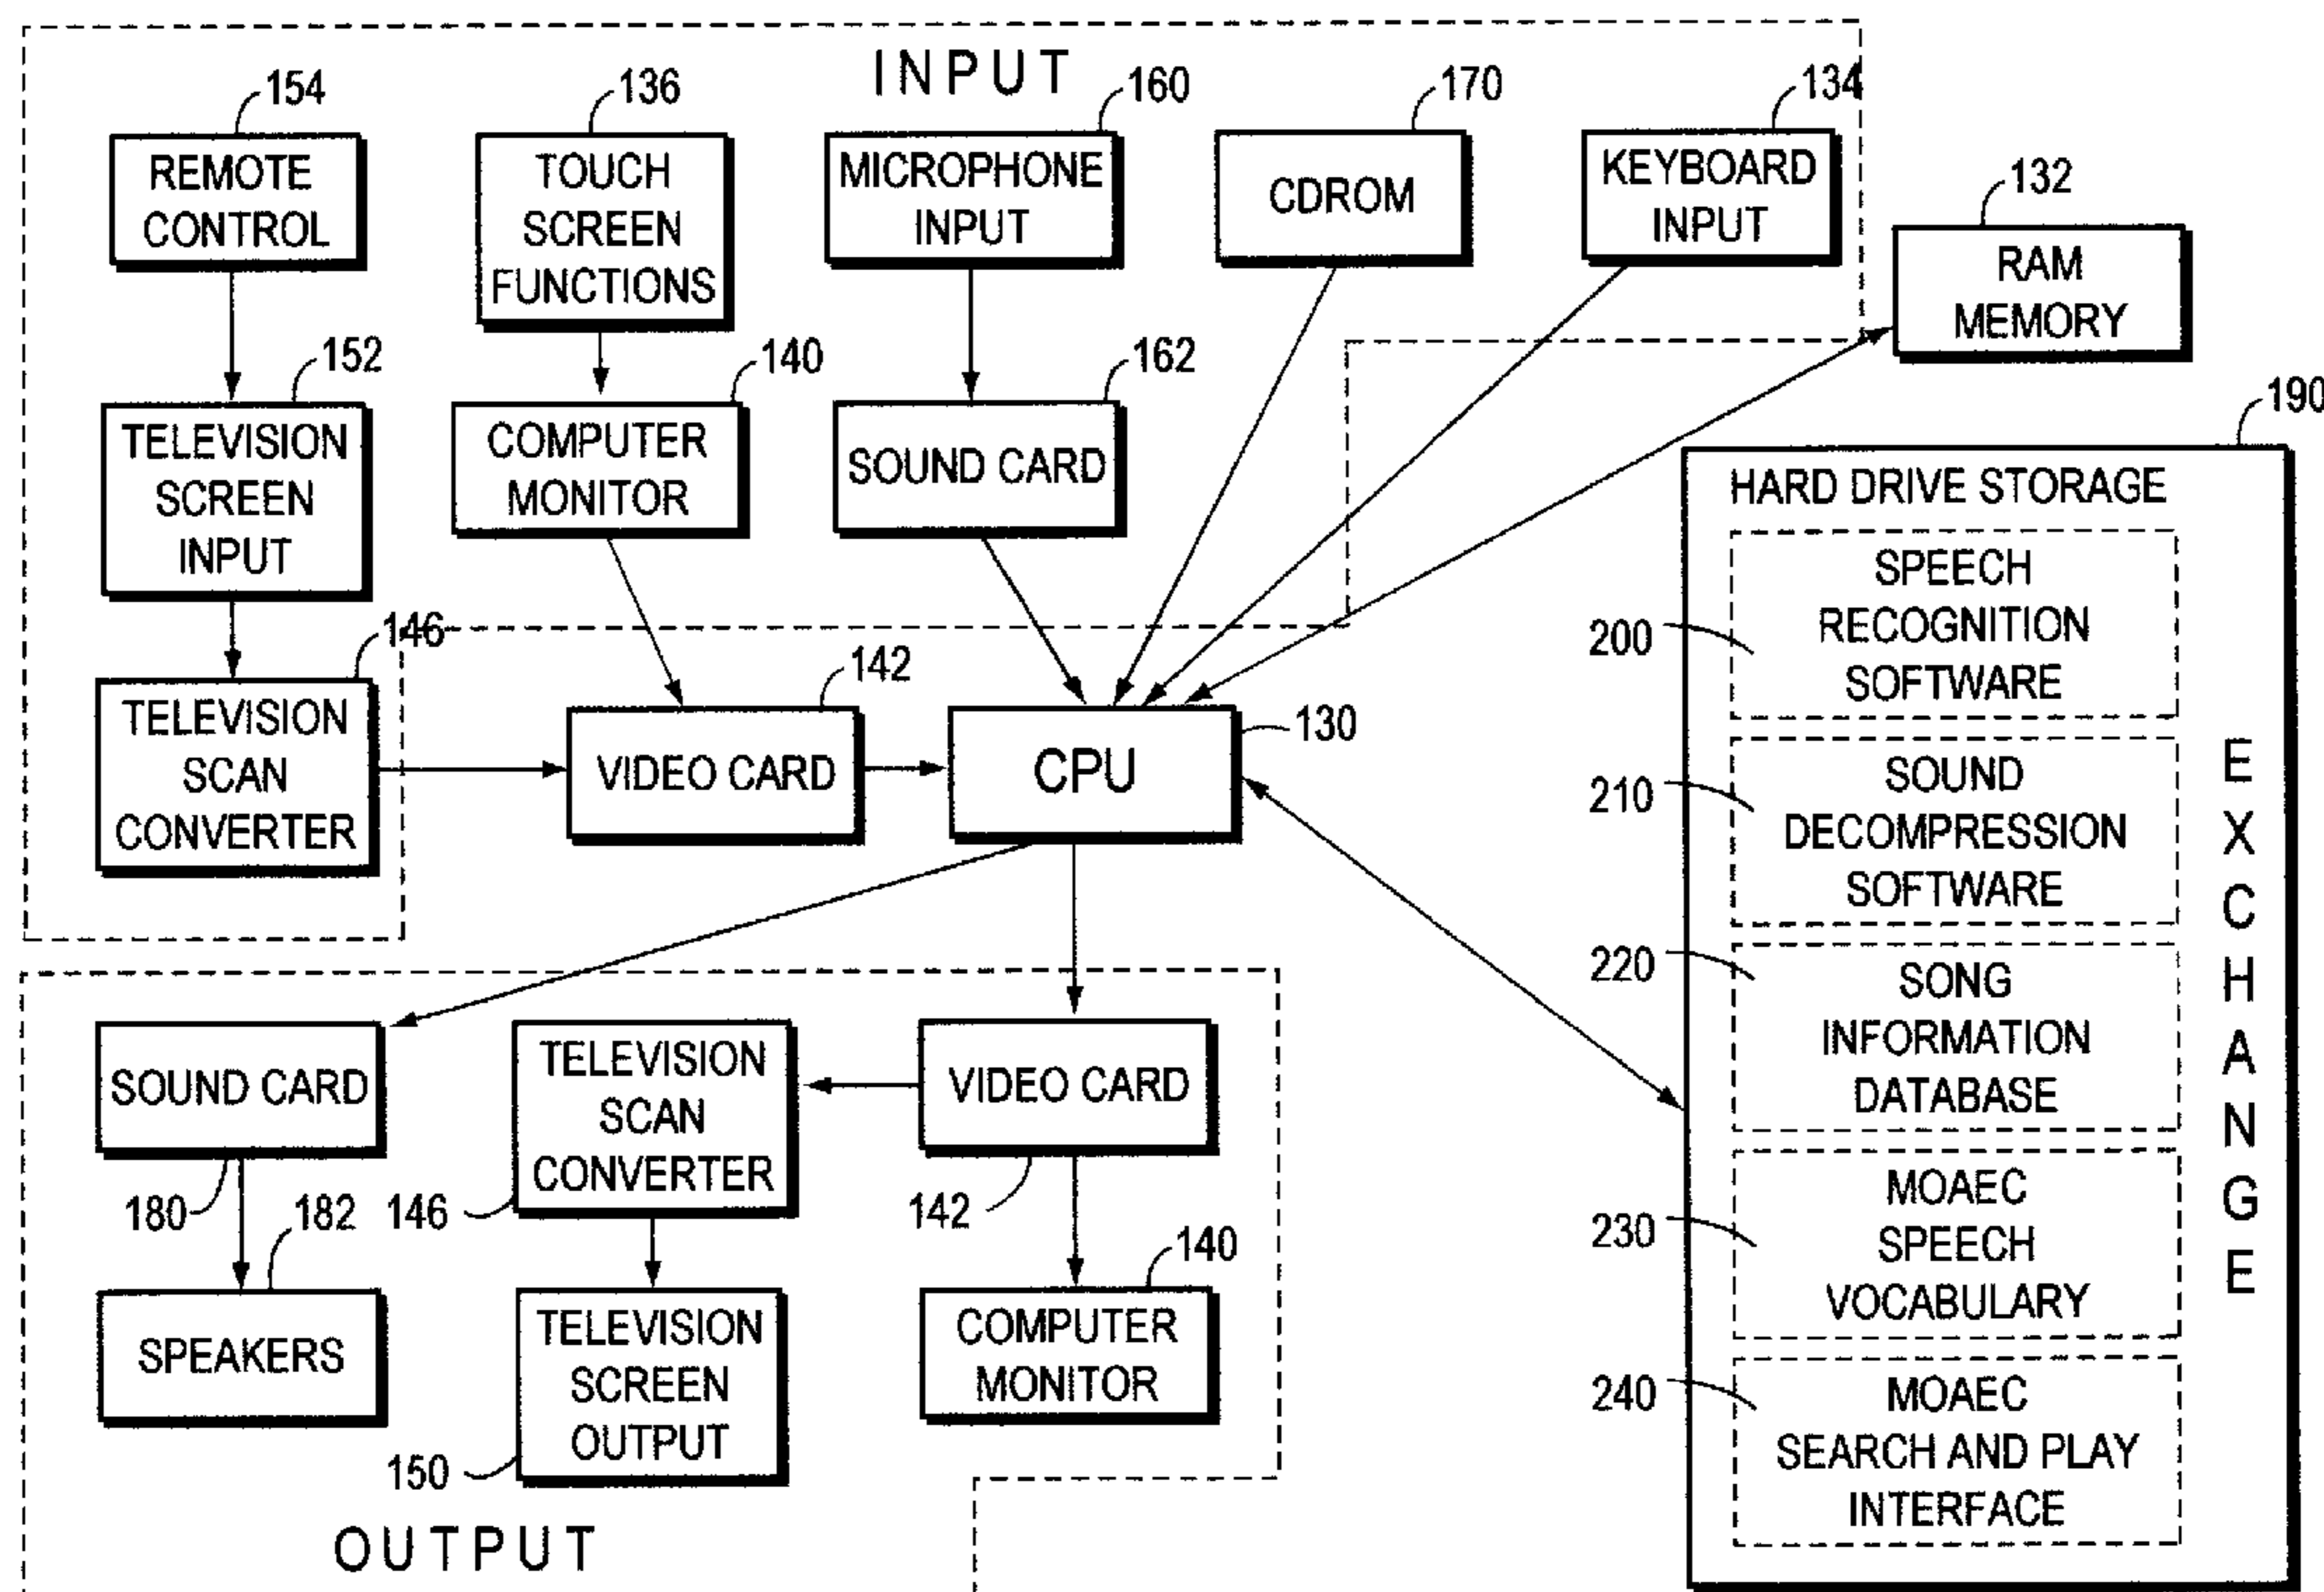 INPUT
154
REMOTE
CONTROL
136
TOUCH
SCREEN
FUNCTIONS
160
MICROPHONE
INPUT
170
CDROM
134
KEYBOARD
INPUT
132
RAM
MEMORY
152
TELEVISION
SCREEN
INPUT
140
COMPUTER
MONITOR
162
SOUND CARD
146
TELEVISION
SCAN
CONVERTER
142
VIDEO CARD
130
CPU
190
HARD DRIVE STORAGE
200
SPEECH
RECOGNITION
SOFTWARE
210
SOUND
DECOMPRESSION
SOFTWARE
220
SONG
INFORMATION
DATABASE
230
MOAEC
SPEECH
VOCABULARY
240
MOAEC
SEARCH AND PLAY
INTERFACE
EXCHANGE
SOUND CARD
180
182
SPEAKERS
TELEVISION
SCAN
CONVERTER
146
TELEVISION
SCREEN
OUTPUT
150
VIDEO CARD
142
140
COMPUTER
MONITOR
OUTPUT